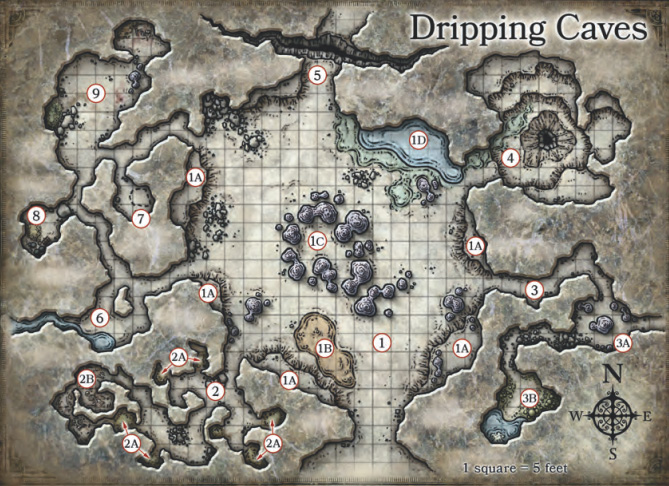 Dripping Caves
5
9
1D
4
1A
7
8
1C
1A
3
1A
6
1
3A
1B
1A
2A
2B
1A
2
3B
N
W
E
S
2A
2A
1 square = 5 feet